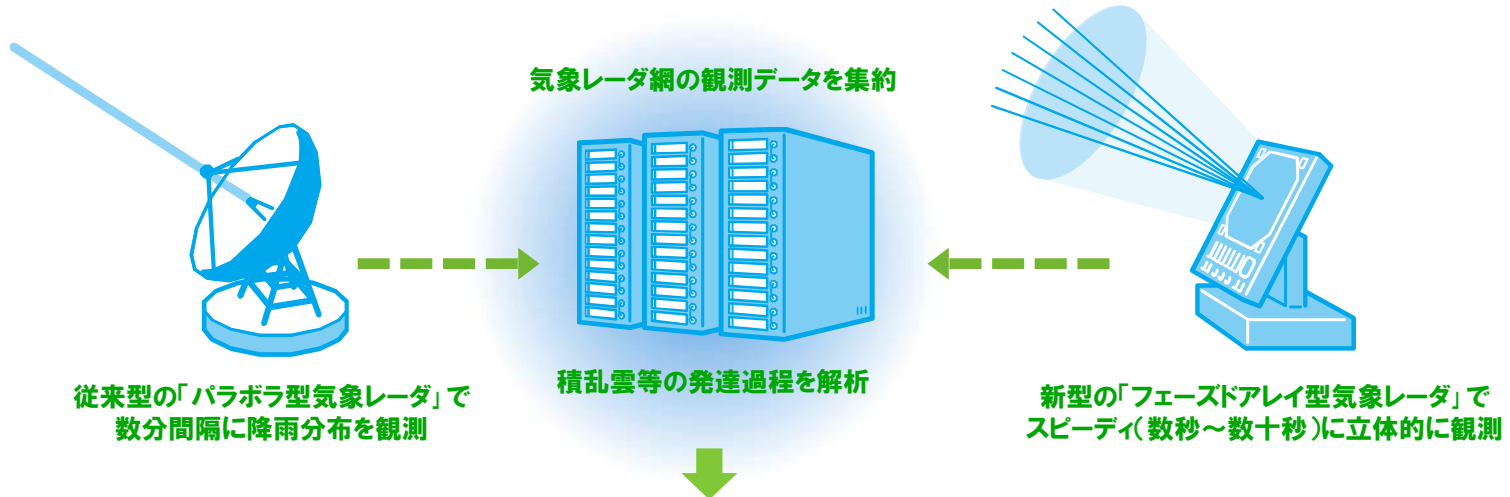 気象レーダ網の観測データを集約
積乱雲等の発達過程を解析
従来型の「パラボラ型気象レーダ」で
数分間隔に降雨分布を観測
新型の「フェーズドアレイ型気象レーダ」で
スピーディ(数秒～数十秒)に立体的に観測